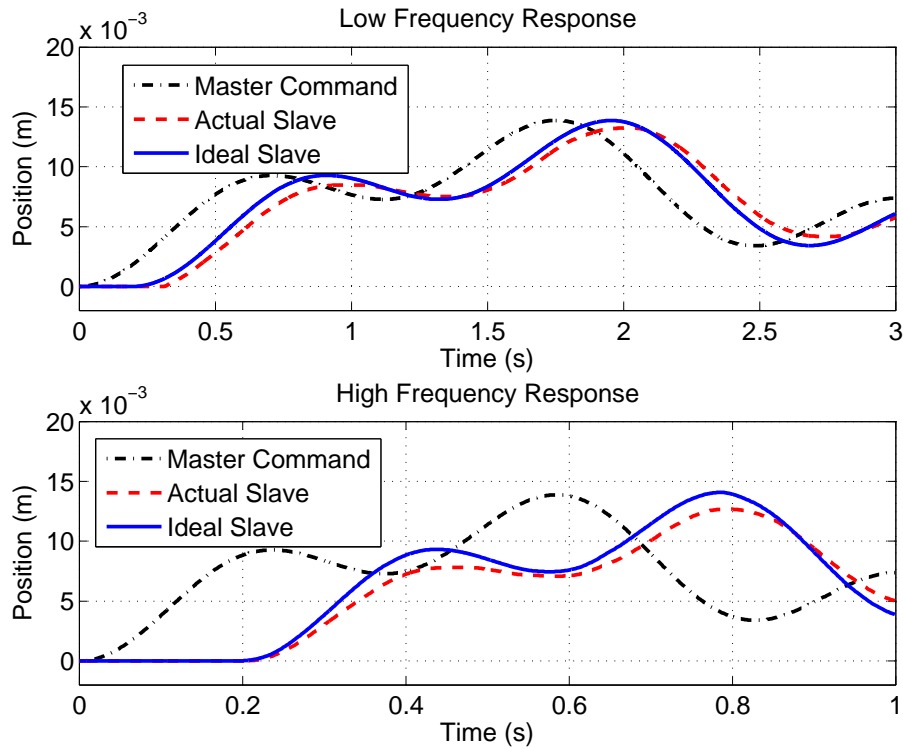 Low Frequency Response
x 10⁻³
20
15
10
5
0
Position (m)
Master Command
Actual Slave
Ideal Slave
0 0.5 1 1.5 2 2.5 3
Time (s)
High Frequency Response
x 10⁻³
20
15
10
5
0
Position (m)
Master Command
Actual Slave
Ideal Slave
0 0.2 0.4 0.6 0.8 1
Time (s)